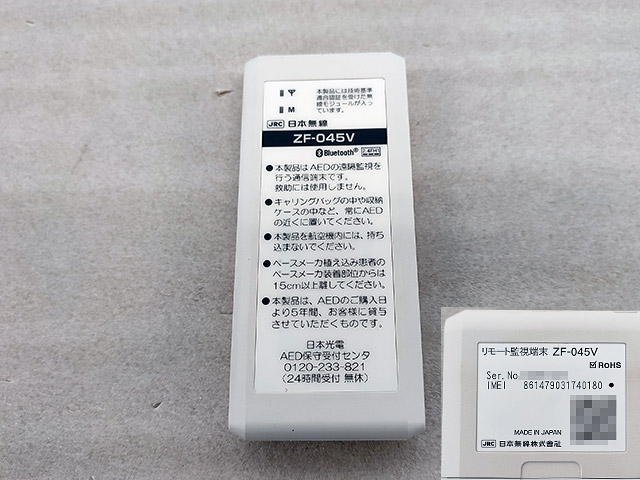 本製品には技術基準
適合認証を受けた無
線モジュールが入っ
ています。
M
JRC 日本無線
ZF-045V
Bluetooth® 2.4FH1
●本製品はAEDの遠隔監視を
行う通信端末です。
救助には使用しません。
●キャリングバッグの中や収納
ケースの中など、常にAED
の近くに置いてください。
●本製品を航空機内には、持ち
込まないでください。
●ペースメーカ植え込み患者の
ペースメーカ装着部位からは
15cm以上離してください。
●本製品は、AEDのご購入日
より5年間、お客様に貸与
させていただくものです。
日本光電
AED保守受付センタ
0120-233-821
(24時間受付 無休)
リモート監視端末 ZF-045V
RoHS
Ser.No
IMEI 861479031740180
MADE IN JAPAN
JRC 日本無線株式会社